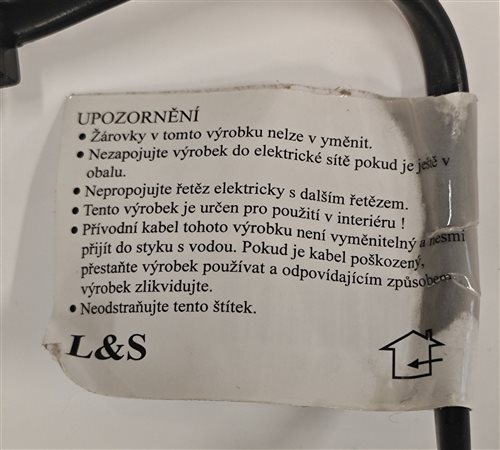 UPOZORNĚNÍ
• Žárovky v tomto výrobku nelze v yměnit.
• Nezapojujte výrobek do elektrické sítě pokud je ještě v
obalu.
• Nepropojujte řetěz elektricky s dalším řetězem.
• Tento výrobek je určen pro použití v interiéru !
• Přívodní kabel tohoto výrobku není vyměnitelný a nesmí
přijít do styku s vodou. Pokud je kabel poškozený,
přestaňte výrobek používat a odpovídajícím způsobem
výrobek zlikvidujte.
• Neodstraňujte tento štítek.
L&S